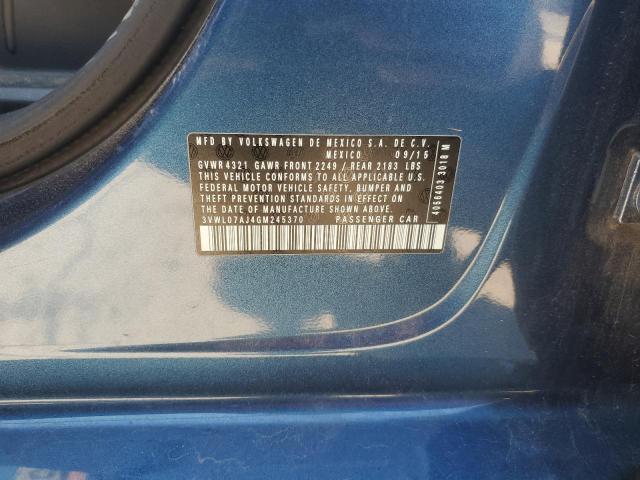 MFD BY VOLKSWAGEN DE MEXICO S.A. DE C.V.
MEXICO 09/15
GVWR 4321 GAWR FRONT 2249 / REAR 2183 LBS
THIS VEHICLE CONFORMS TO ALL APPLICABLE U.S.
FEDERAL MOTOR VEHICLE SAFETY, BUMPER AND
THEFT PREVENTION STANDARDS IN EFFECT ON
THE DATE OF MANUFACTURE SHOWN ABOVE.
3VWL07AJ4GM245370 PASSENGER CAR
4056403 3018 M